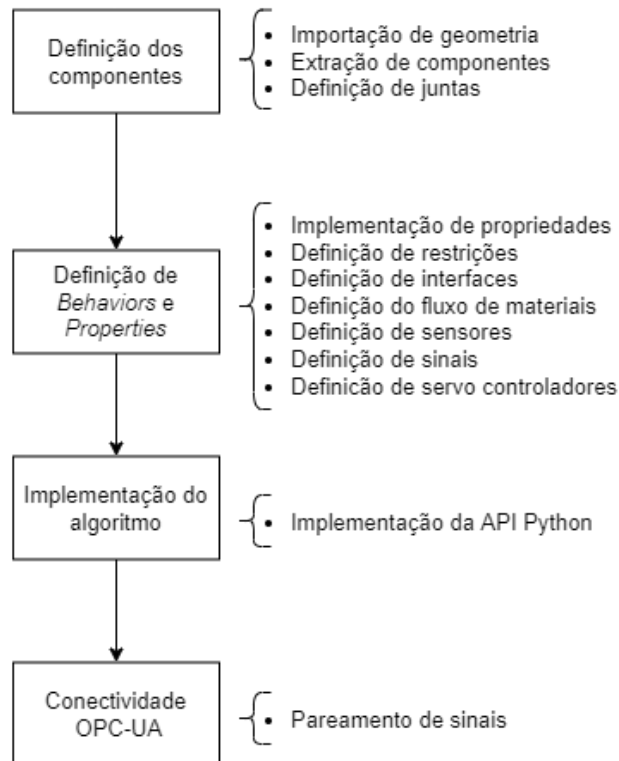 Definição dos
componentes
• Importação de geometria
• Extração de componentes
• Definição de juntas
Definição de
Behaviors e
Properties
• Implementação de propriedades
• Definição de restrições
• Definição de interfaces
• Definição do fluxo de materiais
• Definição de sensores
• Definição de sinais
• Definicão de servo controladores
Implementação do
algoritmo
• Implementação da API Python
Conectividade
OPC-UA
• Pareamento de sinais